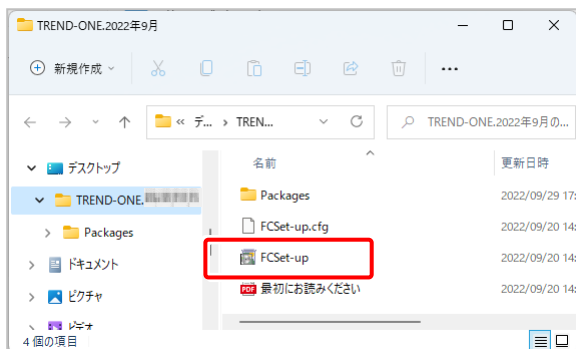 TREND-ONE.2022年9月
新規作成
デ... › TREN...
TREND-ONE.2022年9月の...
名前
更新日時
デスクトップ
TREND-ONE.
Packages
ドキュメント
ピクチャ
ビデオ
Packages
2022/09/29 17:
FCSet-up.cfg
2022/09/20 14:
FCSet-up
2022/09/20 14:
PDF 最初にお読みください
2022/09/20 14:
4 個の項目